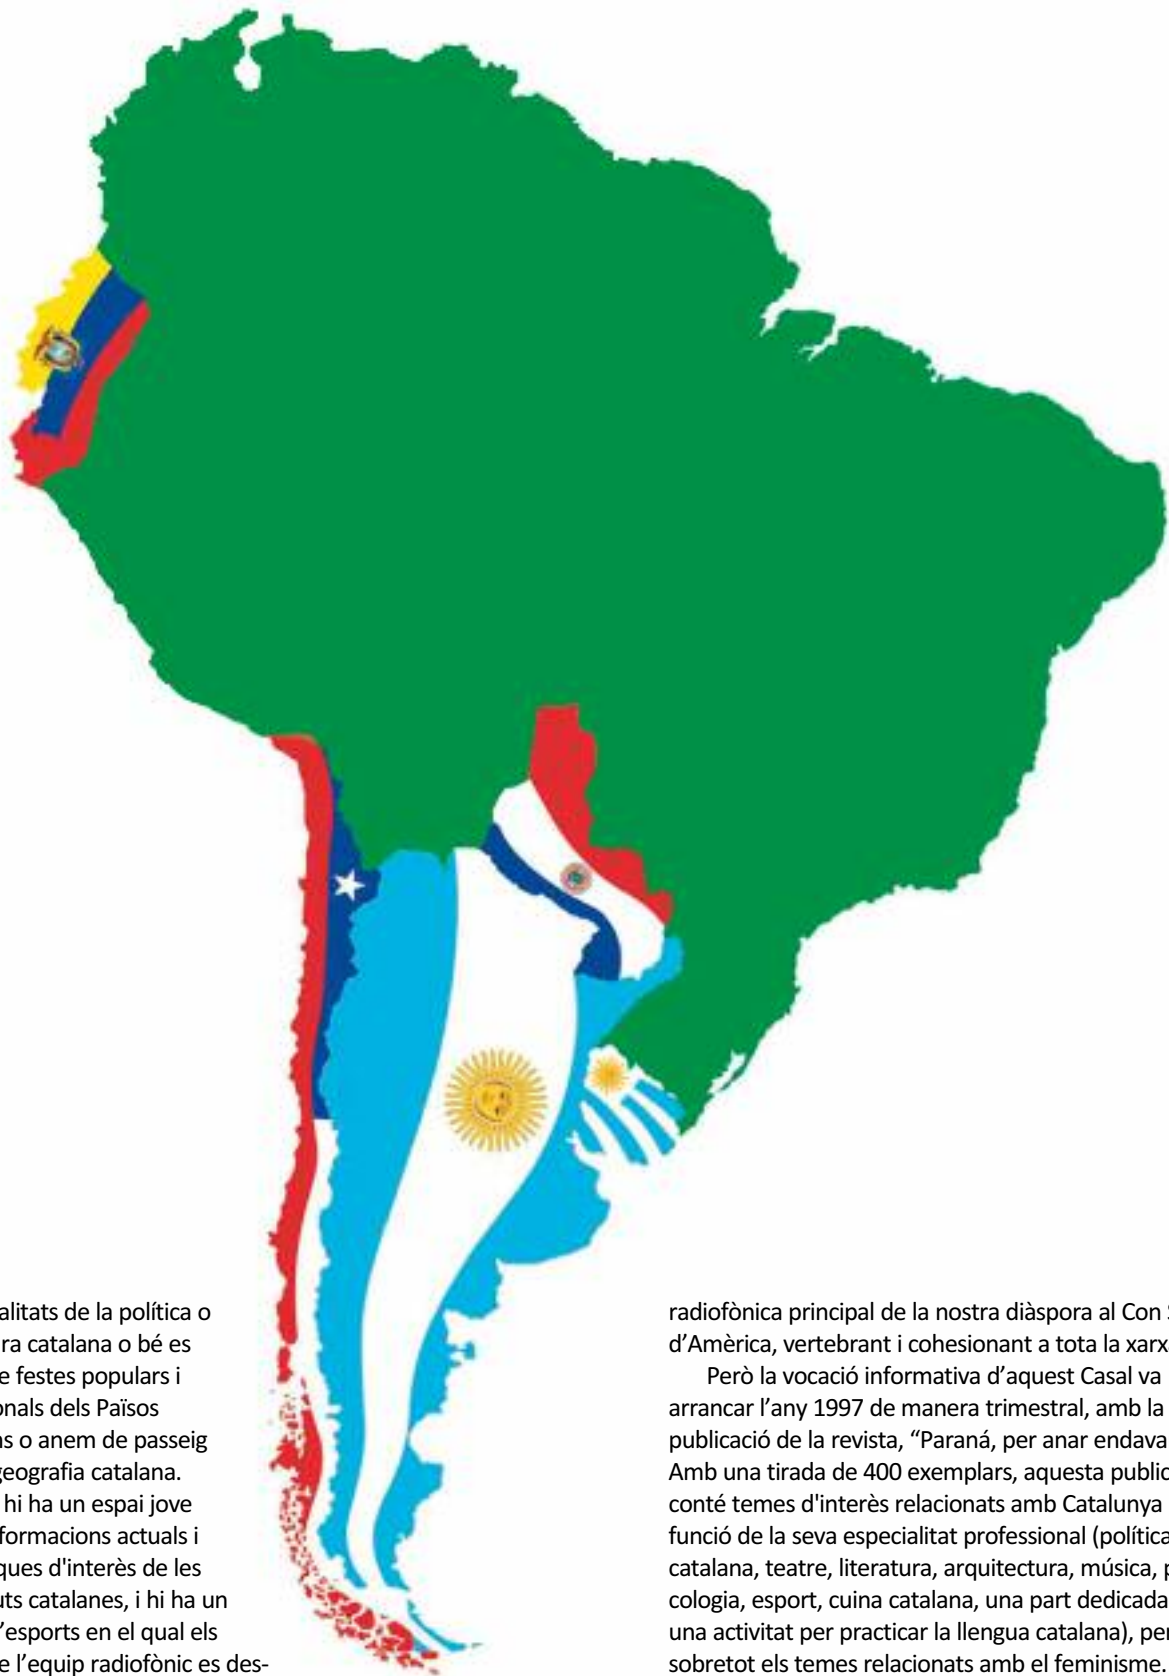 alitats de la política o
ra catalana o bé es
e festes populars i
onals dels Països
ns o anem de passeig
geografia catalana.
hi ha un espai jove
formacions actuals i
ques d'interès de les
uts catalanes, i hi ha un
l’esports en el qual els
e l’equip radiofònic es des-
radiofònica principal de la nostra diàspora al Con S
d’Amèrica, vertebrant i cohesionant a tota la xarx
Però la vocació informativa d’aquest Casal va
arrancar l’any 1997 de manera trimestral, amb la
publicació de la revista, “Paraná, per anar endava
Amb una tirada de 400 exemplars, aquesta public
conté temes d'interès relacionats amb Catalunya
funció de la seva especialitat professional (política
catalana, teatre, literatura, arquitectura, música, p
cologia, esport, cuina catalana, una part dedicada
una activitat per practicar la llengua catalana), per
sobretot els temes relacionats amb el feminisme.